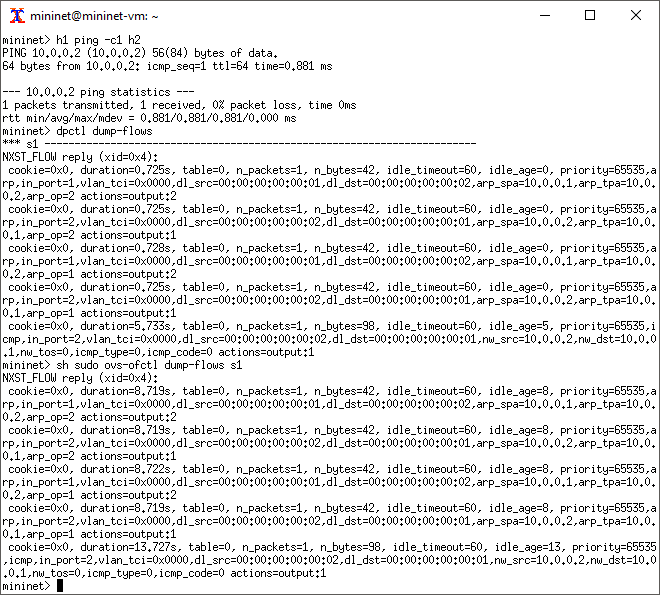 mininet@mininet-vm: ~
mininet> h1 ping -c1 h2
PING 10.0.0.2 (10.0.0.2) 56(84) bytes of data.
64 bytes from 10.0.0.2: icmp_seq=1 ttl=64 time=0.881 ms

--- 10.0.0.2 ping statistics ---
1 packets transmitted, 1 received, 0% packet loss, time 0ms
rtt min/avg/max/mdev = 0.881/0.881/0.881/0.000 ms
mininet> dpctl dump-flows
*** s1 ------------------------------------------------------------------------
NXST_FLOW reply (xid=0x4):
 cookie=0x0, duration=0.725s, table=0, n_packets=1, n_bytes=42, idle_timeout=60, idle_age=0, priority=65535,a
rp,in_port=1,vlan_tci=0x0000,dl_src=00:00:00:00:00:01,dl_dst=00:00:00:00:00:02,arp_spa=10.0.0.1,arp_tpa=10.0.
0.2,arp_op=2 actions=output:2
 cookie=0x0, duration=0.725s, table=0, n_packets=1, n_bytes=42, idle_timeout=60, idle_age=0, priority=65535,a
rp,in_port=2,vlan_tci=0x0000,dl_src=00:00:00:00:00:02,dl_dst=00:00:00:00:00:01,arp_spa=10.0.0.2,arp_tpa=10.0.
0.1,arp_op=2 actions=output:1
 cookie=0x0, duration=0.728s, table=0, n_packets=1, n_bytes=42, idle_timeout=60, idle_age=0, priority=65535,a
rp,in_port=1,vlan_tci=0x0000,dl_src=00:00:00:00:00:01,dl_dst=00:00:00:00:00:02,arp_spa=10.0.0.1,arp_tpa=10.0.
0.2,arp_op=1 actions=output:2
 cookie=0x0, duration=0.725s, table=0, n_packets=1, n_bytes=42, idle_timeout=60, idle_age=0, priority=65535,a
rp,in_port=2,vlan_tci=0x0000,dl_src=00:00:00:00:00:02,dl_dst=00:00:00:00:00:01,arp_spa=10.0.0.2,arp_tpa=10.0.
0.1,arp_op=1 actions=output:1
 cookie=0x0, duration=5.733s, table=0, n_packets=1, n_bytes=98, idle_timeout=60, idle_age=5, priority=65535,i
cmp,in_port=2,vlan_tci=0x0000,dl_src=00:00:00:00:00:02,dl_dst=00:00:00:00:00:01,nw_src=10.0.0.2,nw_dst=10.0.0
.1,nw_tos=0,icmp_type=0,icmp_code=0 actions=output:1
mininet> sh sudo ovs-ofctl dump-flows s1
NXST_FLOW reply (xid=0x4):
 cookie=0x0, duration=8.719s, table=0, n_packets=1, n_bytes=42, idle_timeout=60, idle_age=8, priority=65535,a
rp,in_port=1,vlan_tci=0x0000,dl_src=00:00:00:00:00:01,dl_dst=00:00:00:00:00:02,arp_spa=10.0.0.1,arp_tpa=10.0.
0.2,arp_op=2 actions=output:2
 cookie=0x0, duration=8.719s, table=0, n_packets=1, n_bytes=42, idle_timeout=60, idle_age=8, priority=65535,a
rp,in_port=2,vlan_tci=0x0000,dl_src=00:00:00:00:00:02,dl_dst=00:00:00:00:00:01,arp_spa=10.0.0.2,arp_tpa=10.0.
0.1,arp_op=2 actions=output:1
 cookie=0x0, duration=8.722s, table=0, n_packets=1, n_bytes=42, idle_timeout=60, idle_age=8, priority=65535,a
rp,in_port=1,vlan_tci=0x0000,dl_src=00:00:00:00:00:01,dl_dst=00:00:00:00:00:02,arp_spa=10.0.0.1,arp_tpa=10.0.
0.2,arp_op=1 actions=output:2
 cookie=0x0, duration=8.719s, table=0, n_packets=1, n_bytes=42, idle_timeout=60, idle_age=8, priority=65535,a
rp,in_port=2,vlan_tci=0x0000,dl_src=00:00:00:00:00:02,dl_dst=00:00:00:00:00:01,arp_spa=10.0.0.2,arp_tpa=10.0.
0.1,arp_op=1 actions=output:1
 cookie=0x0, duration=13.727s, table=0, n_packets=1, n_bytes=98, idle_timeout=60, idle_age=13, priority=65535
,icmp,in_port=2,vlan_tci=0x0000,dl_src=00:00:00:00:00:02,dl_dst=00:00:00:00:00:01,nw_src=10.0.0.2,nw_dst=10.0
.0.1,nw_tos=0,icmp_type=0,icmp_code=0 actions=output:1
mininet>